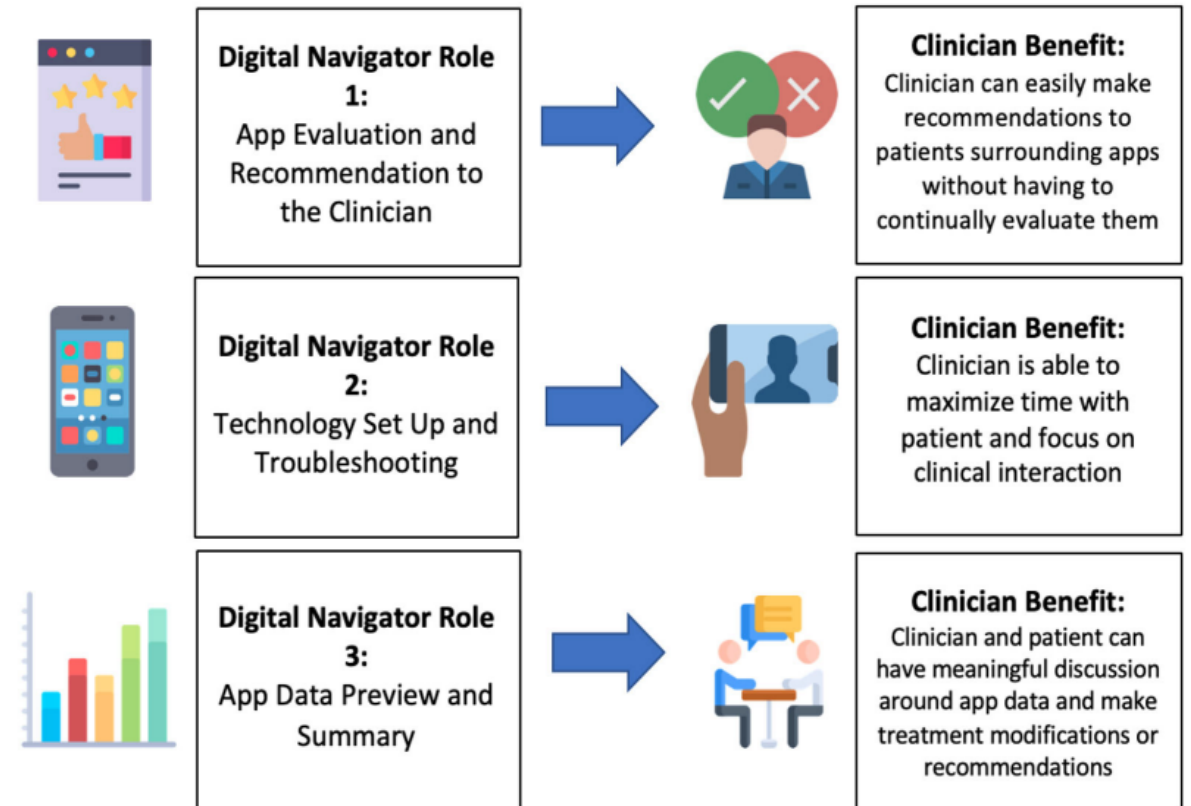 Digital Navigator Role
1:
App Evaluation and
Recommendation to
the Clinician
Clinician Benefit:
Clinician can easily make
recommendations to
patients surrounding apps
without having to
continually evaluate them
Digital Navigator Role
2:
Technology Set Up and
Troubleshooting
Clinician Benefit:
Clinician is able to
maximize time with
patient and focus on
clinical interaction
Digital Navigator Role
3:
App Data Preview and
Summary
Clinician Benefit:
Clinician and patient can
have meaningful discussion
around app data and make
treatment modifications or
recommendations